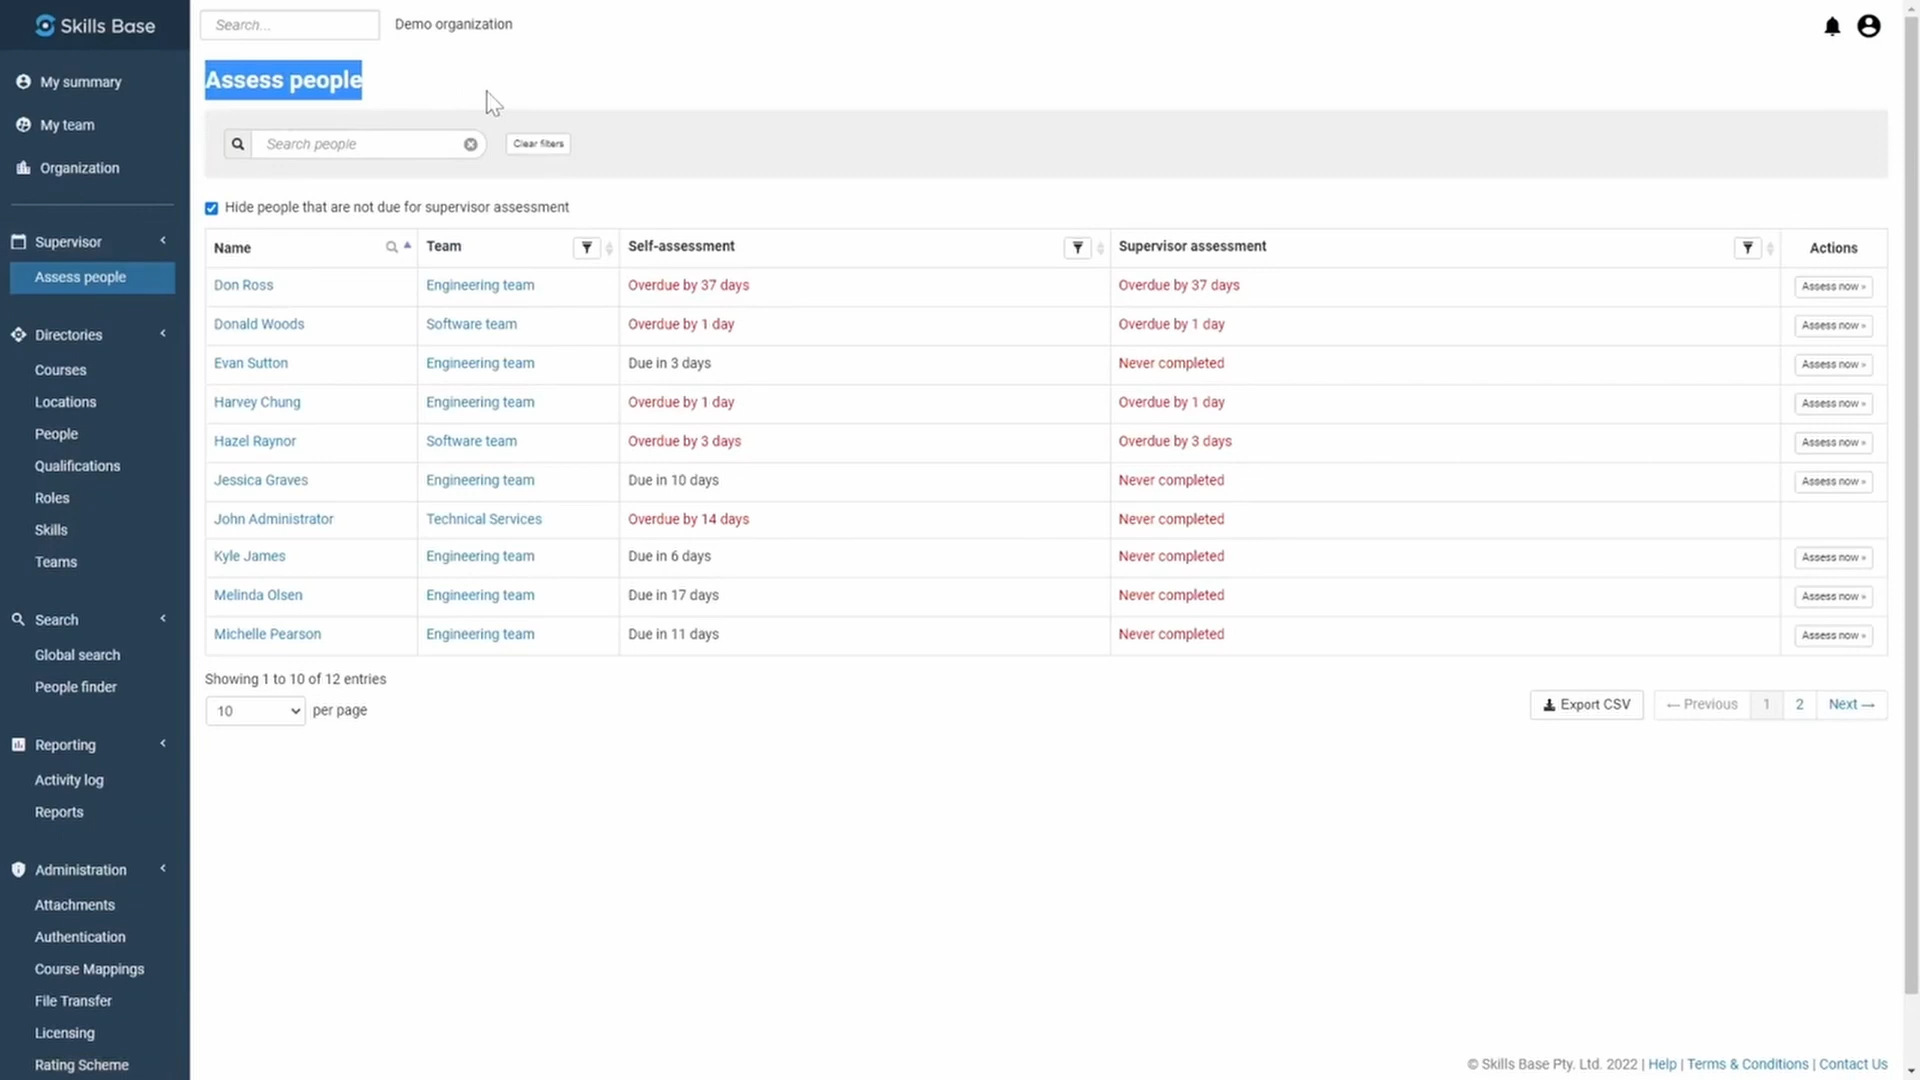 Skills Base
Search...
Demo organization
My summary
My team
Organization
Supervisor
Assess people
Directories
Courses
Locations
People
Qualifications
Roles
Skills
Teams
Search
Global search
People finder
Reporting
Activity log
Reports
Administration
Attachments
Authentication
Course Mappings
File Transfer
Licensing
Rating Scheme
Assess people
Search people
Clear filters
Hide people that are not due for supervisor assessment
Name Team Self-assessment Supervisor assessment Actions
Don Ross Engineering team Overdue by 37 days Overdue by 37 days Assess now »
Donald Woods Software team Overdue by 1 day Overdue by 1 day Assess now »
Evan Sutton Engineering team Due in 3 days Never completed Assess now »
Harvey Chung Engineering team Overdue by 1 day Overdue by 1 day Assess now »
Hazel Raynor Software team Overdue by 3 days Overdue by 3 days Assess now »
Jessica Graves Engineering team Due in 10 days Never completed Assess now »
John Administrator Technical Services Overdue by 14 days Never completed
Kyle James Engineering team Due in 6 days Never completed Assess now »
Melinda Olsen Engineering team Due in 17 days Never completed Assess now »
Michelle Pearson Engineering team Due in 11 days Never completed Assess now »
Showing 1 to 10 of 12 entries
10 per page
Export CSV
← Previous 1 2 Next →
© Skills Base Pty. Ltd. 2022 | Help | Terms & Conditions | Contact Us